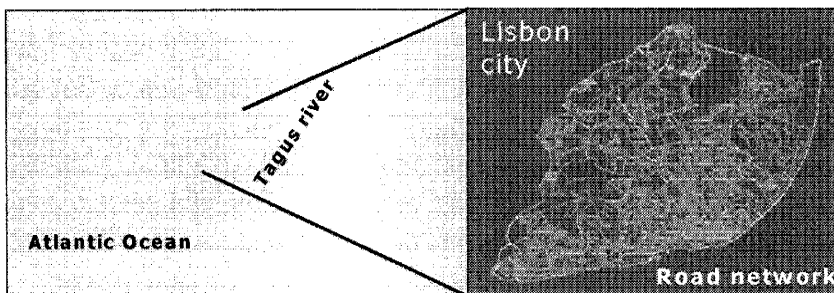 Lisbon
city
Tagus river
Atlantic Ocean
Road network